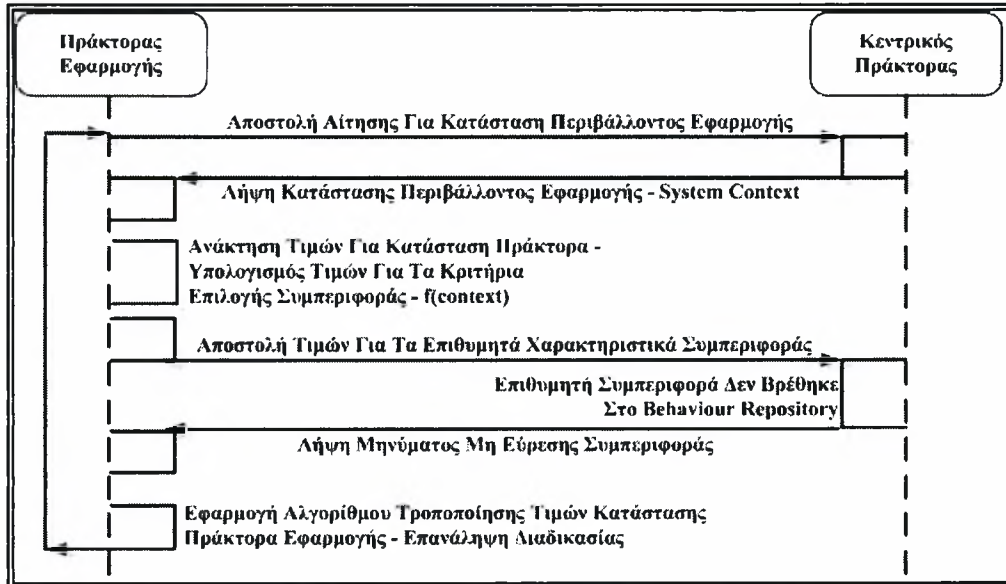 Πράκτορας
Εφαρμογής
Κεντρικός
Πράκτορας
Αποστολή Αίτησης Για Κατάσταση Περιβάλλοντος Εφαρμογής
Λήψη Κατάστασης Περιβάλλοντος Εφαρμογής - System Context
Ανάκτηση Τιμών Για Κατάσταση Πράκτορα -
Υπολογισμός Τιμών Για Τα Κριτήρια
Επιλογής Συμπεριφοράς - f(context)
Αποστολή Τιμών Για Τα Επιθυμητά Χαρακτηριστικά Συμπεριφοράς
Επιθυμητή Συμπεριφορά Δεν Βρέθηκε
Στο Behaviour Repository
Λήψη Μηνύματος Μη Εύρεσης Συμπεριφοράς
Εφαρμογή Αλγορίθμου Τροποποίησης Τιμών Κατάστασης
Πράκτορα Εφαρμογής - Επανάληψη Διαδικασίας